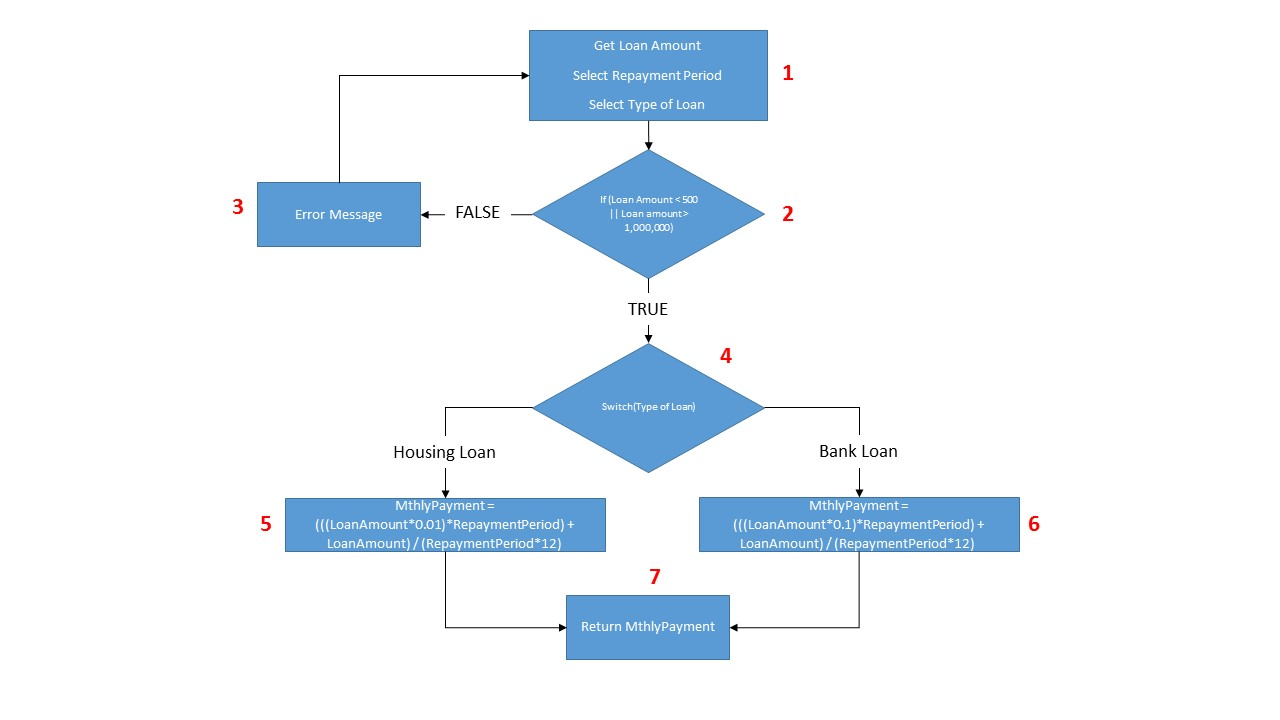 Get Loan Amount
Select Repayment Period
Select Type of Loan
1
If (Loan Amount < 500
|| Loan amount >
1,000,000)
2
FALSE
Error Message
3
TRUE
4
Switch(Type of Loan)
Housing Loan
Bank Loan
5
MthlyPayment =
(((LoanAmount*0.01)*RepaymentPeriod) +
LoanAmount) / (RepaymentPeriod*12)
MthlyPayment =
(((LoanAmount*0.1)*RepaymentPeriod) +
LoanAmount) / (RepaymentPeriod*12)
6
7
Return MthlyPayment